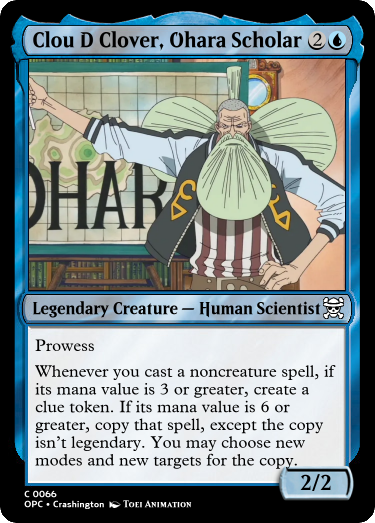 Clou D Clover, Ohara Scholar 2
OHAR
Legendary Creature — Human Scientist
Prowess
Whenever you cast a noncreature spell, if
its mana value is 3 or greater, create a
clue token. If its mana value is 6 or
greater, copy that spell, except the copy
isn't legendary. You may choose new
modes and new targets for the copy.
2/2
C 0066
OPC • Crashington Toei Animation